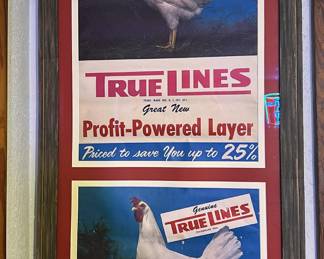 TRUE LINES
Great New
Profit-Powered Layer
Priced to save You up to 25%
Genuine
TRUE LINES